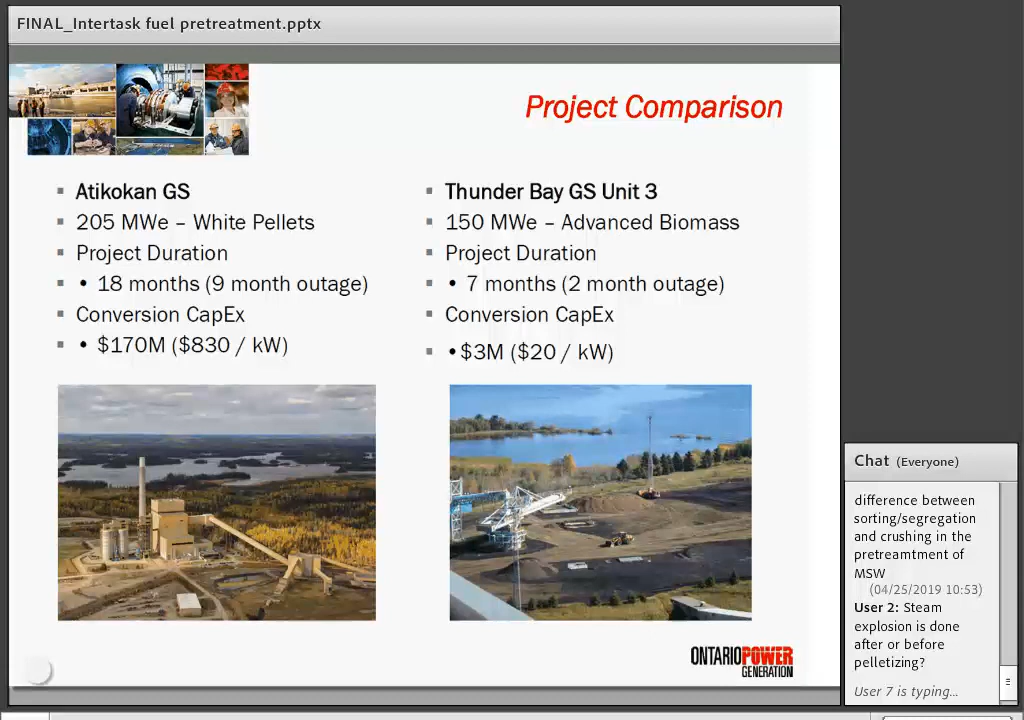 FINAL_Intertask fuel pretreatment.pptx
Project Comparison
Atikokan GS
205 MWe – White Pellets
Project Duration
• 18 months (9 month outage)
Conversion CapEx
• $170M ($830 / kW)
Thunder Bay GS Unit 3
150 MWe – Advanced Biomass
Project Duration
• 7 months (2 month outage)
Conversion CapEx
•$3M ($20 / kW)
ONTARIOPOWER
GENERATION
Chat (Everyone)
difference between
sorting/segregation
and crushing in the
pretreamtment of
MSW
(04/25/2019 10:53)
User 2: Steam
explosion is done
after or before
pelletizing?
User 7 is typing...